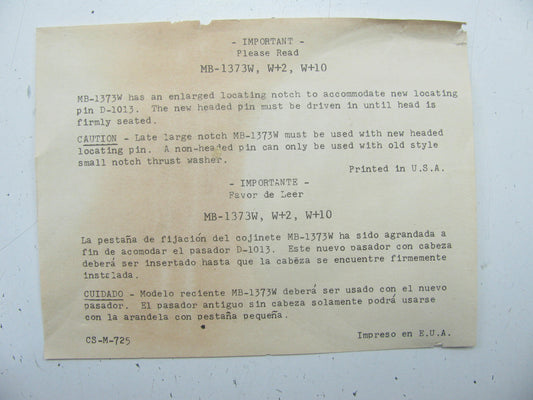 - IMPORTANT -
Please Read
MB-1373W, W+2, W+10
MB-1373W has an enlarged locating notch to accommodate new locating
pin D-1013. The new headed pin must be driven in until head is
firmly seated.
CAUTION - Late large notch MB-1373W must be used with new headed
locating pin. A non-headed pin can only be used with old style
small notch thrust washer.
Printed in U.S.A.
- IMPORTANTE -
Favor de Leer
MB-1373W, W+2, W+10
La pestaña de fijación del cojinete MB-1373W ha sido agrandada a
fin de acomodar el pasador D-1013. Este nuevo pasador con cabeza
deberá ser insertado hasta que la cabeza se encuentre firmemente
instalada.
CUIDADO - Modelo reciente MB-1373W deberá ser usado con el nuevo
pasador. El pasador antiguo sin cabeza solamente podrá usarse
con la arandela con pestaña pequeña.
CS-M-725
Impreso en E.U.A.